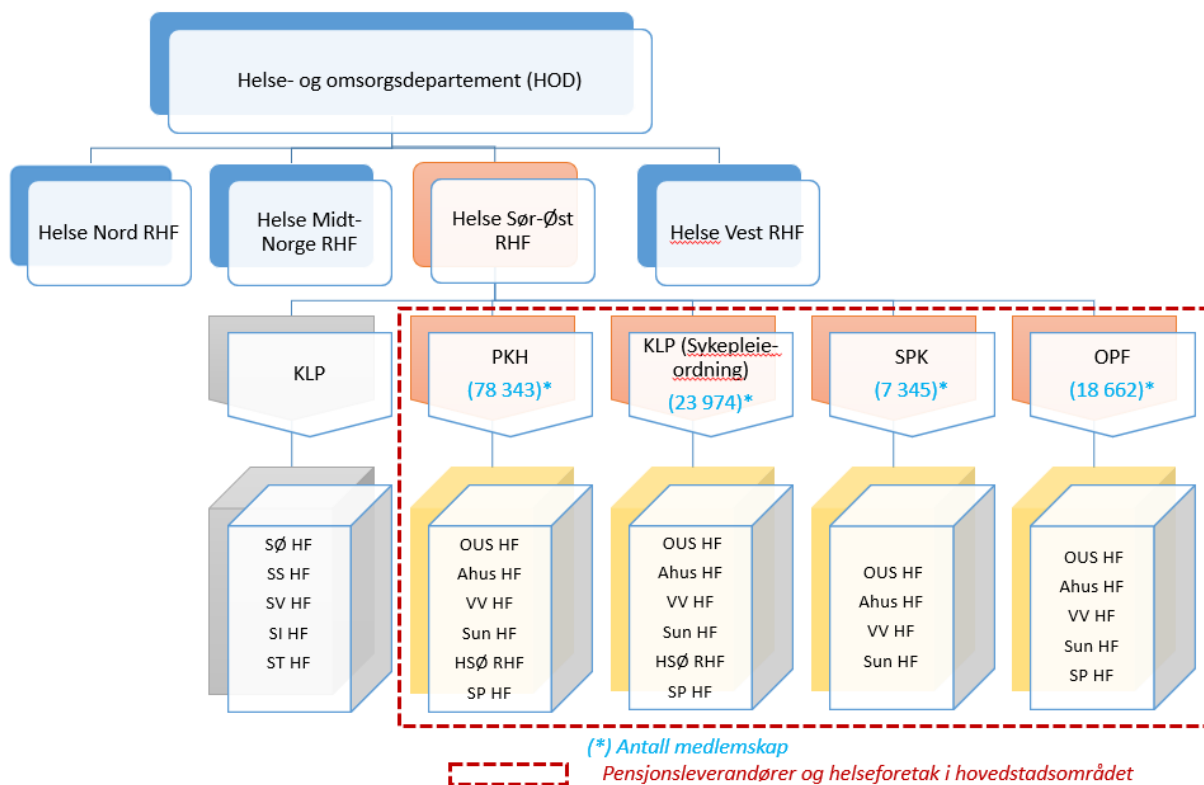 Helse- og omsorgsdepartement (HOD)
Helse Nord RHF
Helse Midt-
Norge RHF
Helse Sør-Øst
RHF
Helse Vest RHF
KLP
PKH
(78 343)*
KLP (Sykepleie-
ordning)
(23 974)*
SPK
(7 345)*
OPF
(18 662)*
SØ HF
SS HF
SV HF
SI HF
ST HF
OUS HF
Ahus HF
VV HF
Sun HF
HSØ RHF
SP HF
OUS HF
Ahus HF
VV HF
Sun HF
HSØ RHF
SP HF
OUS HF
Ahus HF
VV HF
Sun HF
OUS HF
Ahus HF
VV HF
Sun HF
SP HF
(*) Antall medlemskap
Pensjonsleverandører og helseforetak i hovedstadsområdet